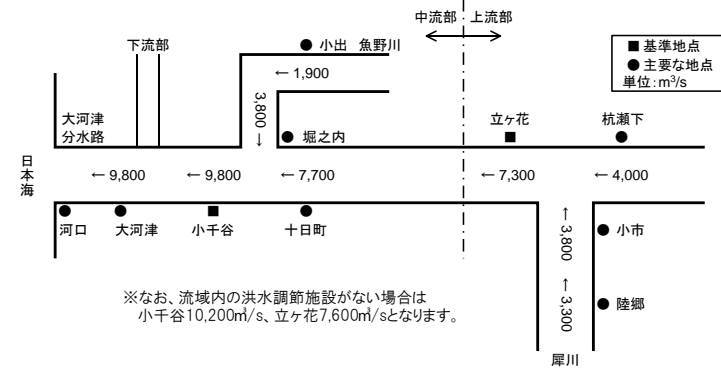 中流部 上流部
下流部
小出 魚野川
■ 基準地点
● 主要な地点
単位:m³/s
← 1,900
3,800 →
大河津
分水路
堀之内
立ヶ花
杭瀬下
日本海
← 9,800
← 9,800
← 7,700
← 7,300
← 4,000
河口
大河津
小千谷
十日町
← 3,800
小市
← 3,300
陸郷
※なお、流域内の洪水調節施設がない場合は
小千谷10,200㎥/s、立ヶ花7,600㎥/sとなります。
犀川